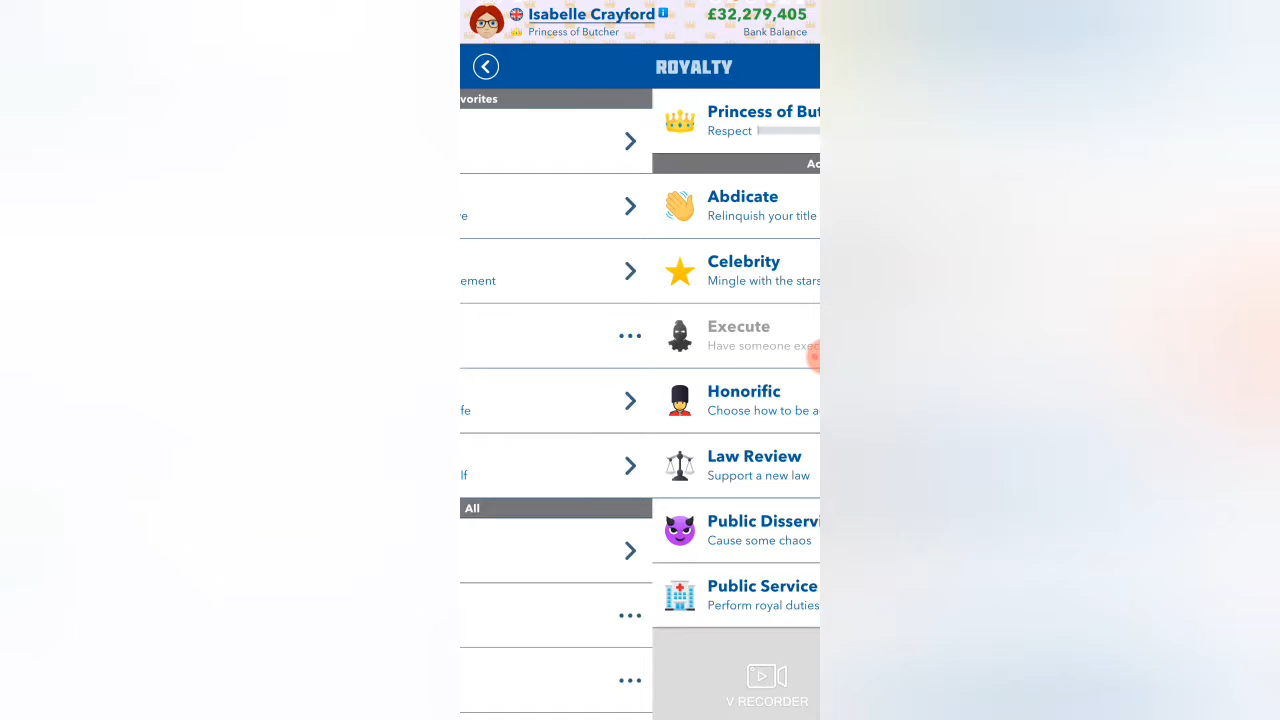 Isabelle Crayford
Princess of Butcher
£32,279,405
Bank Balance
ROYALTY
vorites
re
ement
fe
lf
All
Princess of But
Respect
Ac
Abdicate
Relinquish your title
Celebrity
Mingle with the stars
Execute
Have someone exec
Honorific
Choose how to be a
Law Review
Support a new law
Public Disservi
Cause some chaos
Public Service
Perform royal duties
V RECORDER